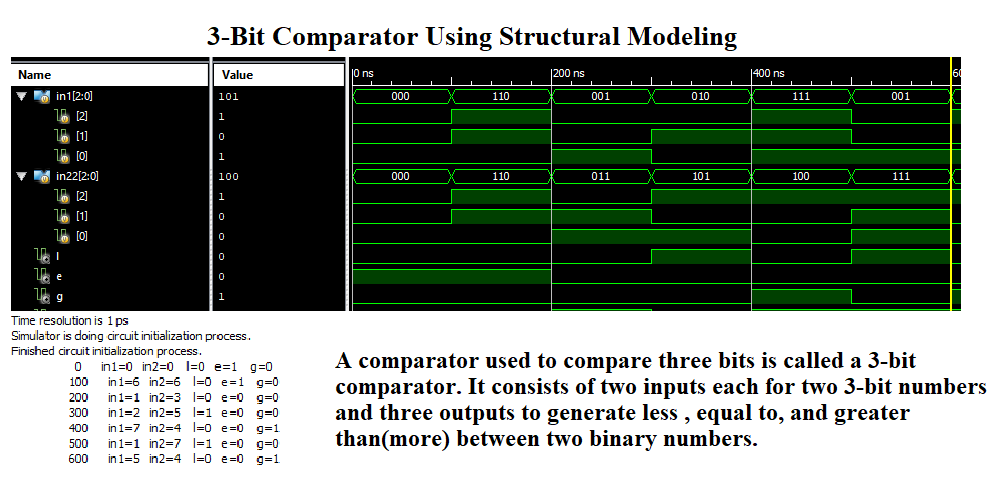 3-Bit Comparator Using Structural Modeling
Name Value 0 ns 200 ns 400 ns
in1[2:0] 101 000 110 001 010 111 001
[2] 1
[1] 0
[0] 1
in22[2:0] 100 000 110 011 101 100 111
[2] 1
[1] 0
[0] 0
l 0
e 0
g 1
Time resolution is 1 ps
Simulator is doing circuit initialization process.
Finished circuit initialization process.
0 in1=0 in2=0 l=0 e=1 g=0
100 in1=6 in2=6 l=0 e=1 g=0
200 in1=1 in2=3 l=0 e=0 g=0
300 in1=2 in2=5 l=1 e=0 g=0
400 in1=7 in2=4 l=0 e=0 g=1
500 in1=1 in2=7 l=1 e=0 g=0
600 in1=5 in2=4 l=0 e=0 g=1
A comparator used to compare three bits is called a 3-bit
comparator. It consists of two inputs each for two 3-bit numbers
and three outputs to generate less , equal to, and greater
than(more) between two binary numbers.